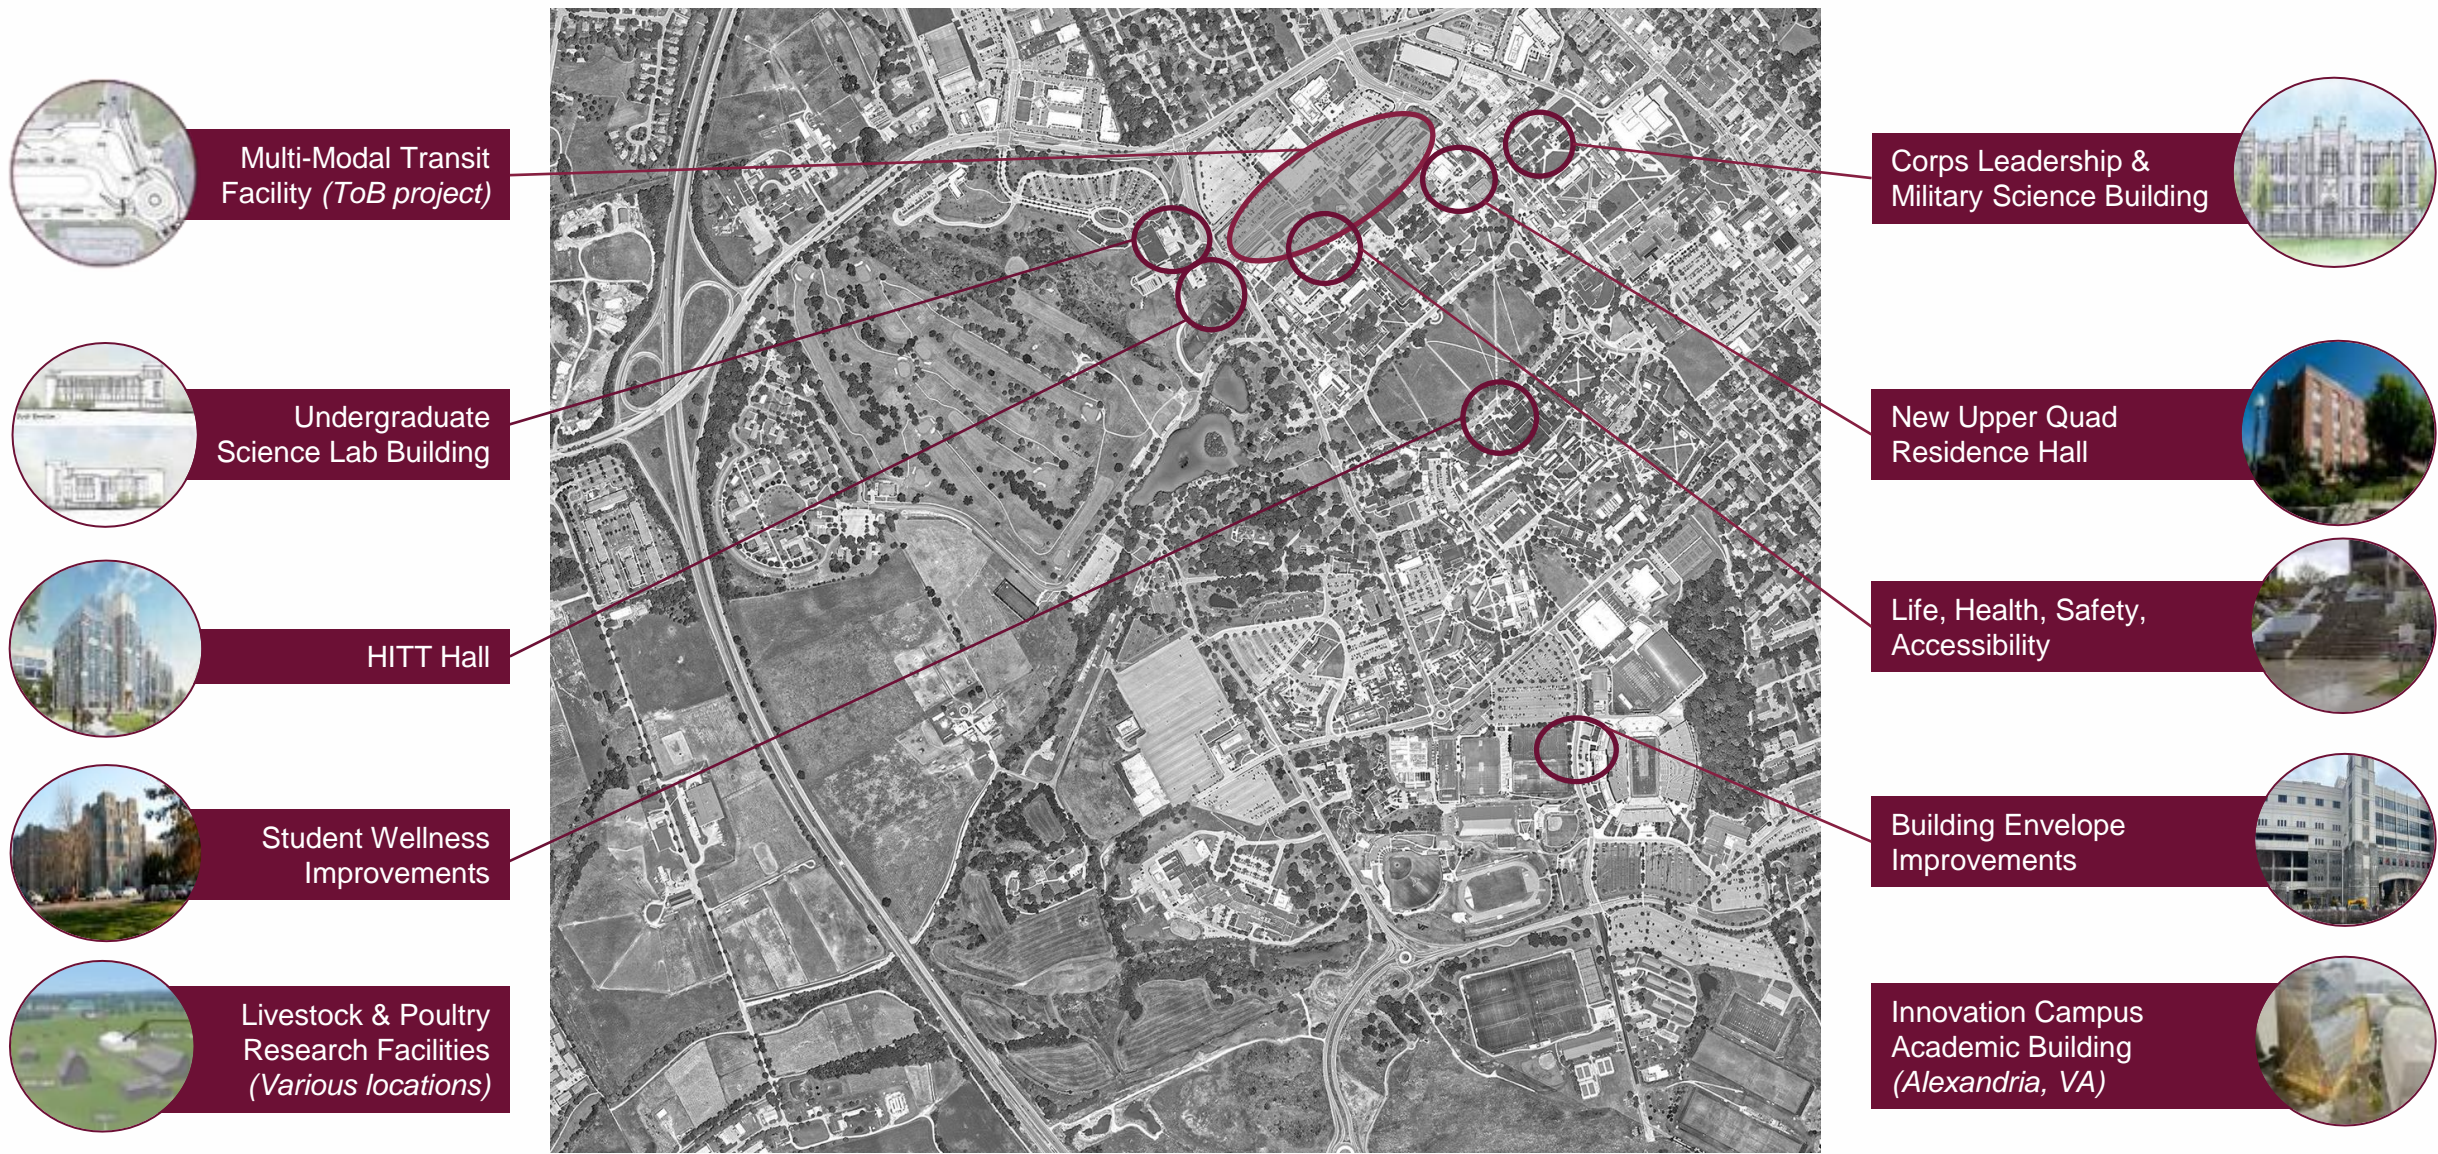 Multi-Modal Transit
Facility (ToB project)
Undergraduate
Science Lab Building
HITT Hall
Student Wellness
Improvements
Livestock & Poultry
Research Facilities
(Various locations)
Corps Leadership &
Military Science Building
New Upper Quad
Residence Hall
Life, Health, Safety,
Accessibility
Building Envelope
Improvements
Innovation Campus
Academic Building
(Alexandria, VA)